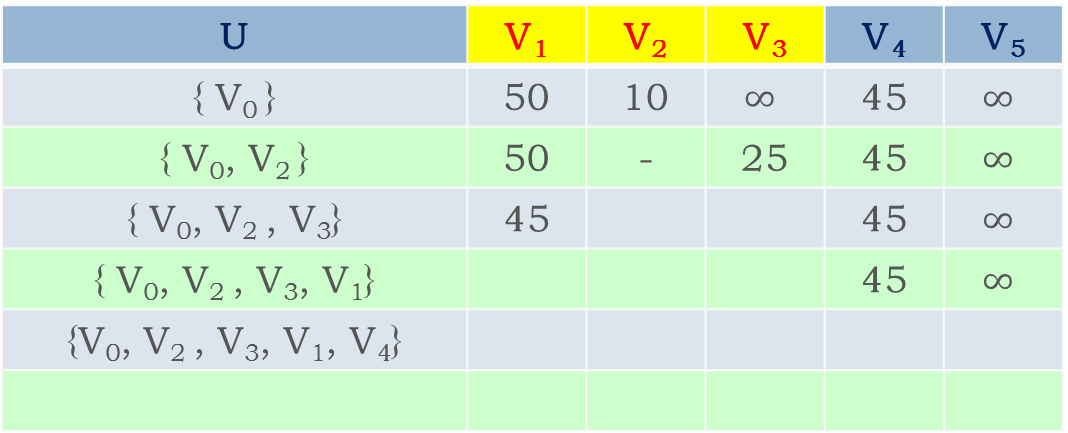 U V₁ V₂ V₃ V₄ V₅
{ V₀ } 50 10 ∞ 45 ∞
{ V₀, V₂ } 50 - 25 45 ∞
{ V₀, V₂ , V₃} 45 45 ∞
{ V₀, V₂ , V₃, V₁} 45 ∞
{V₀, V₂ , V₃, V₁, V₄}